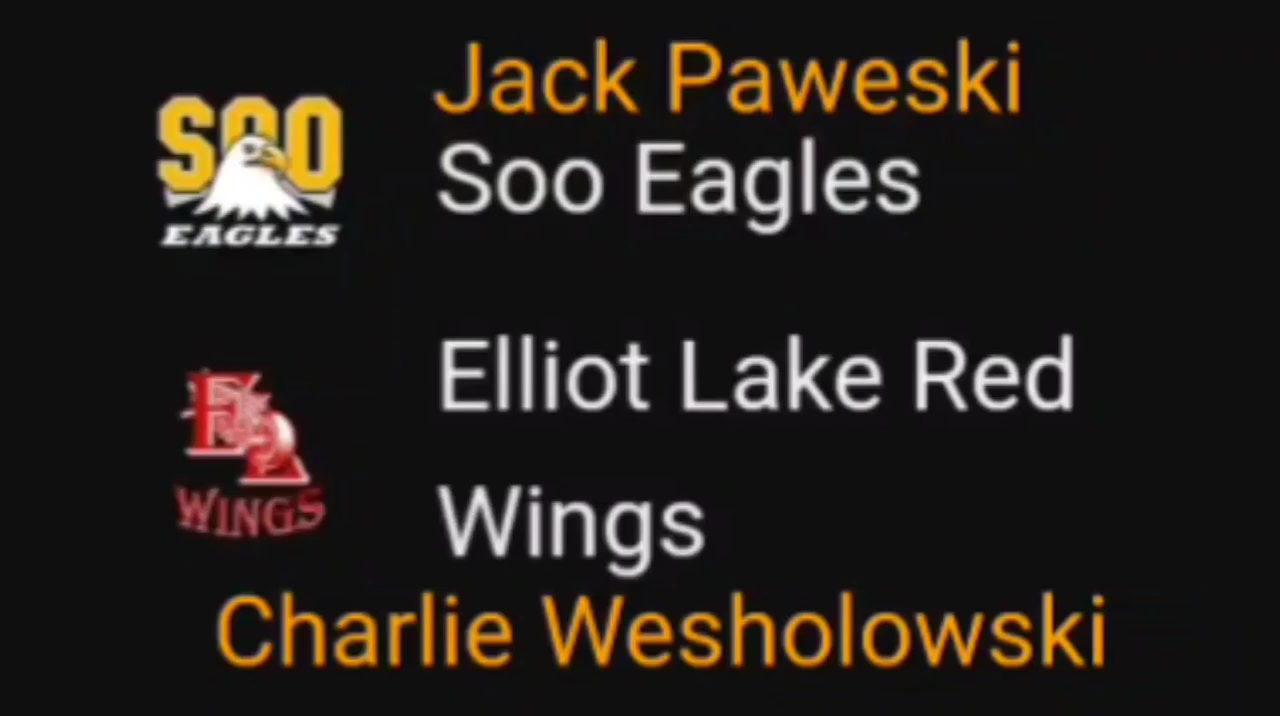 Jack Paweski
SOO
Soo Eagles
EAGLES
Elliot Lake Red
Wings
WINGS
Charlie Wesholowski